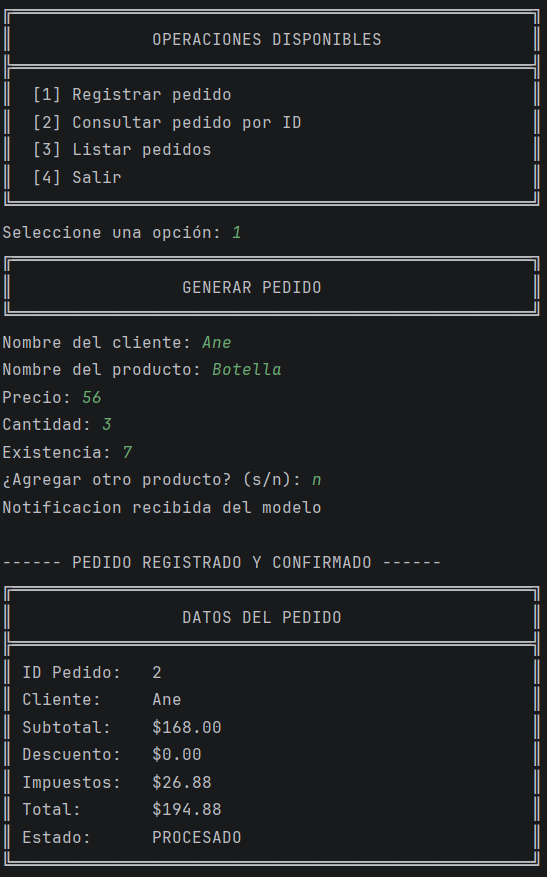 OPERACIONES DISPONIBLES
[1] Registrar pedido
[2] Consultar pedido por ID
[3] Listar pedidos
[4] Salir
Seleccione una opción: 1
GENERAR PEDIDO
Nombre del cliente: Ane
Nombre del producto: Botella
Precio: 56
Cantidad: 3
Existencia: 7
¿Agregar otro producto? (s/n): n
Notificacion recibida del modelo
------ PEDIDO REGISTRADO Y CONFIRMADO ------
DATOS DEL PEDIDO
ID Pedido: 2
Cliente: Ane
Subtotal: $168.00
Descuento: $0.00
Impuestos: $26.88
Total: $194.88
Estado: PROCESADO